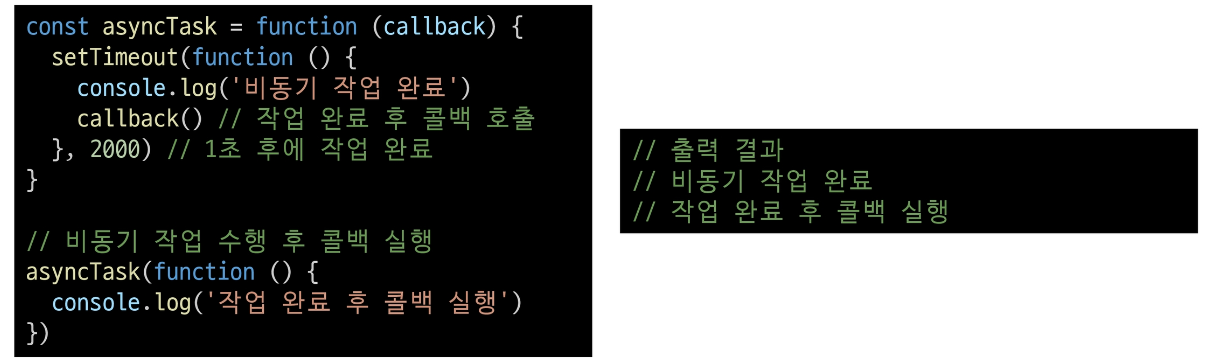 const asyncTask = function (callback) {
  setTimeout(function () {
    console.log('비동기 작업 완료')
    callback() // 작업 완료 후 콜백 호출
  }, 2000) // 1초 후에 작업 완료
}

// 비동기 작업 수행 후 콜백 실행
asyncTask(function () {
  console.log('작업 완료 후 콜백 실행')
})
// 출력 결과
// 비동기 작업 완료
// 작업 완료 후 콜백 실행